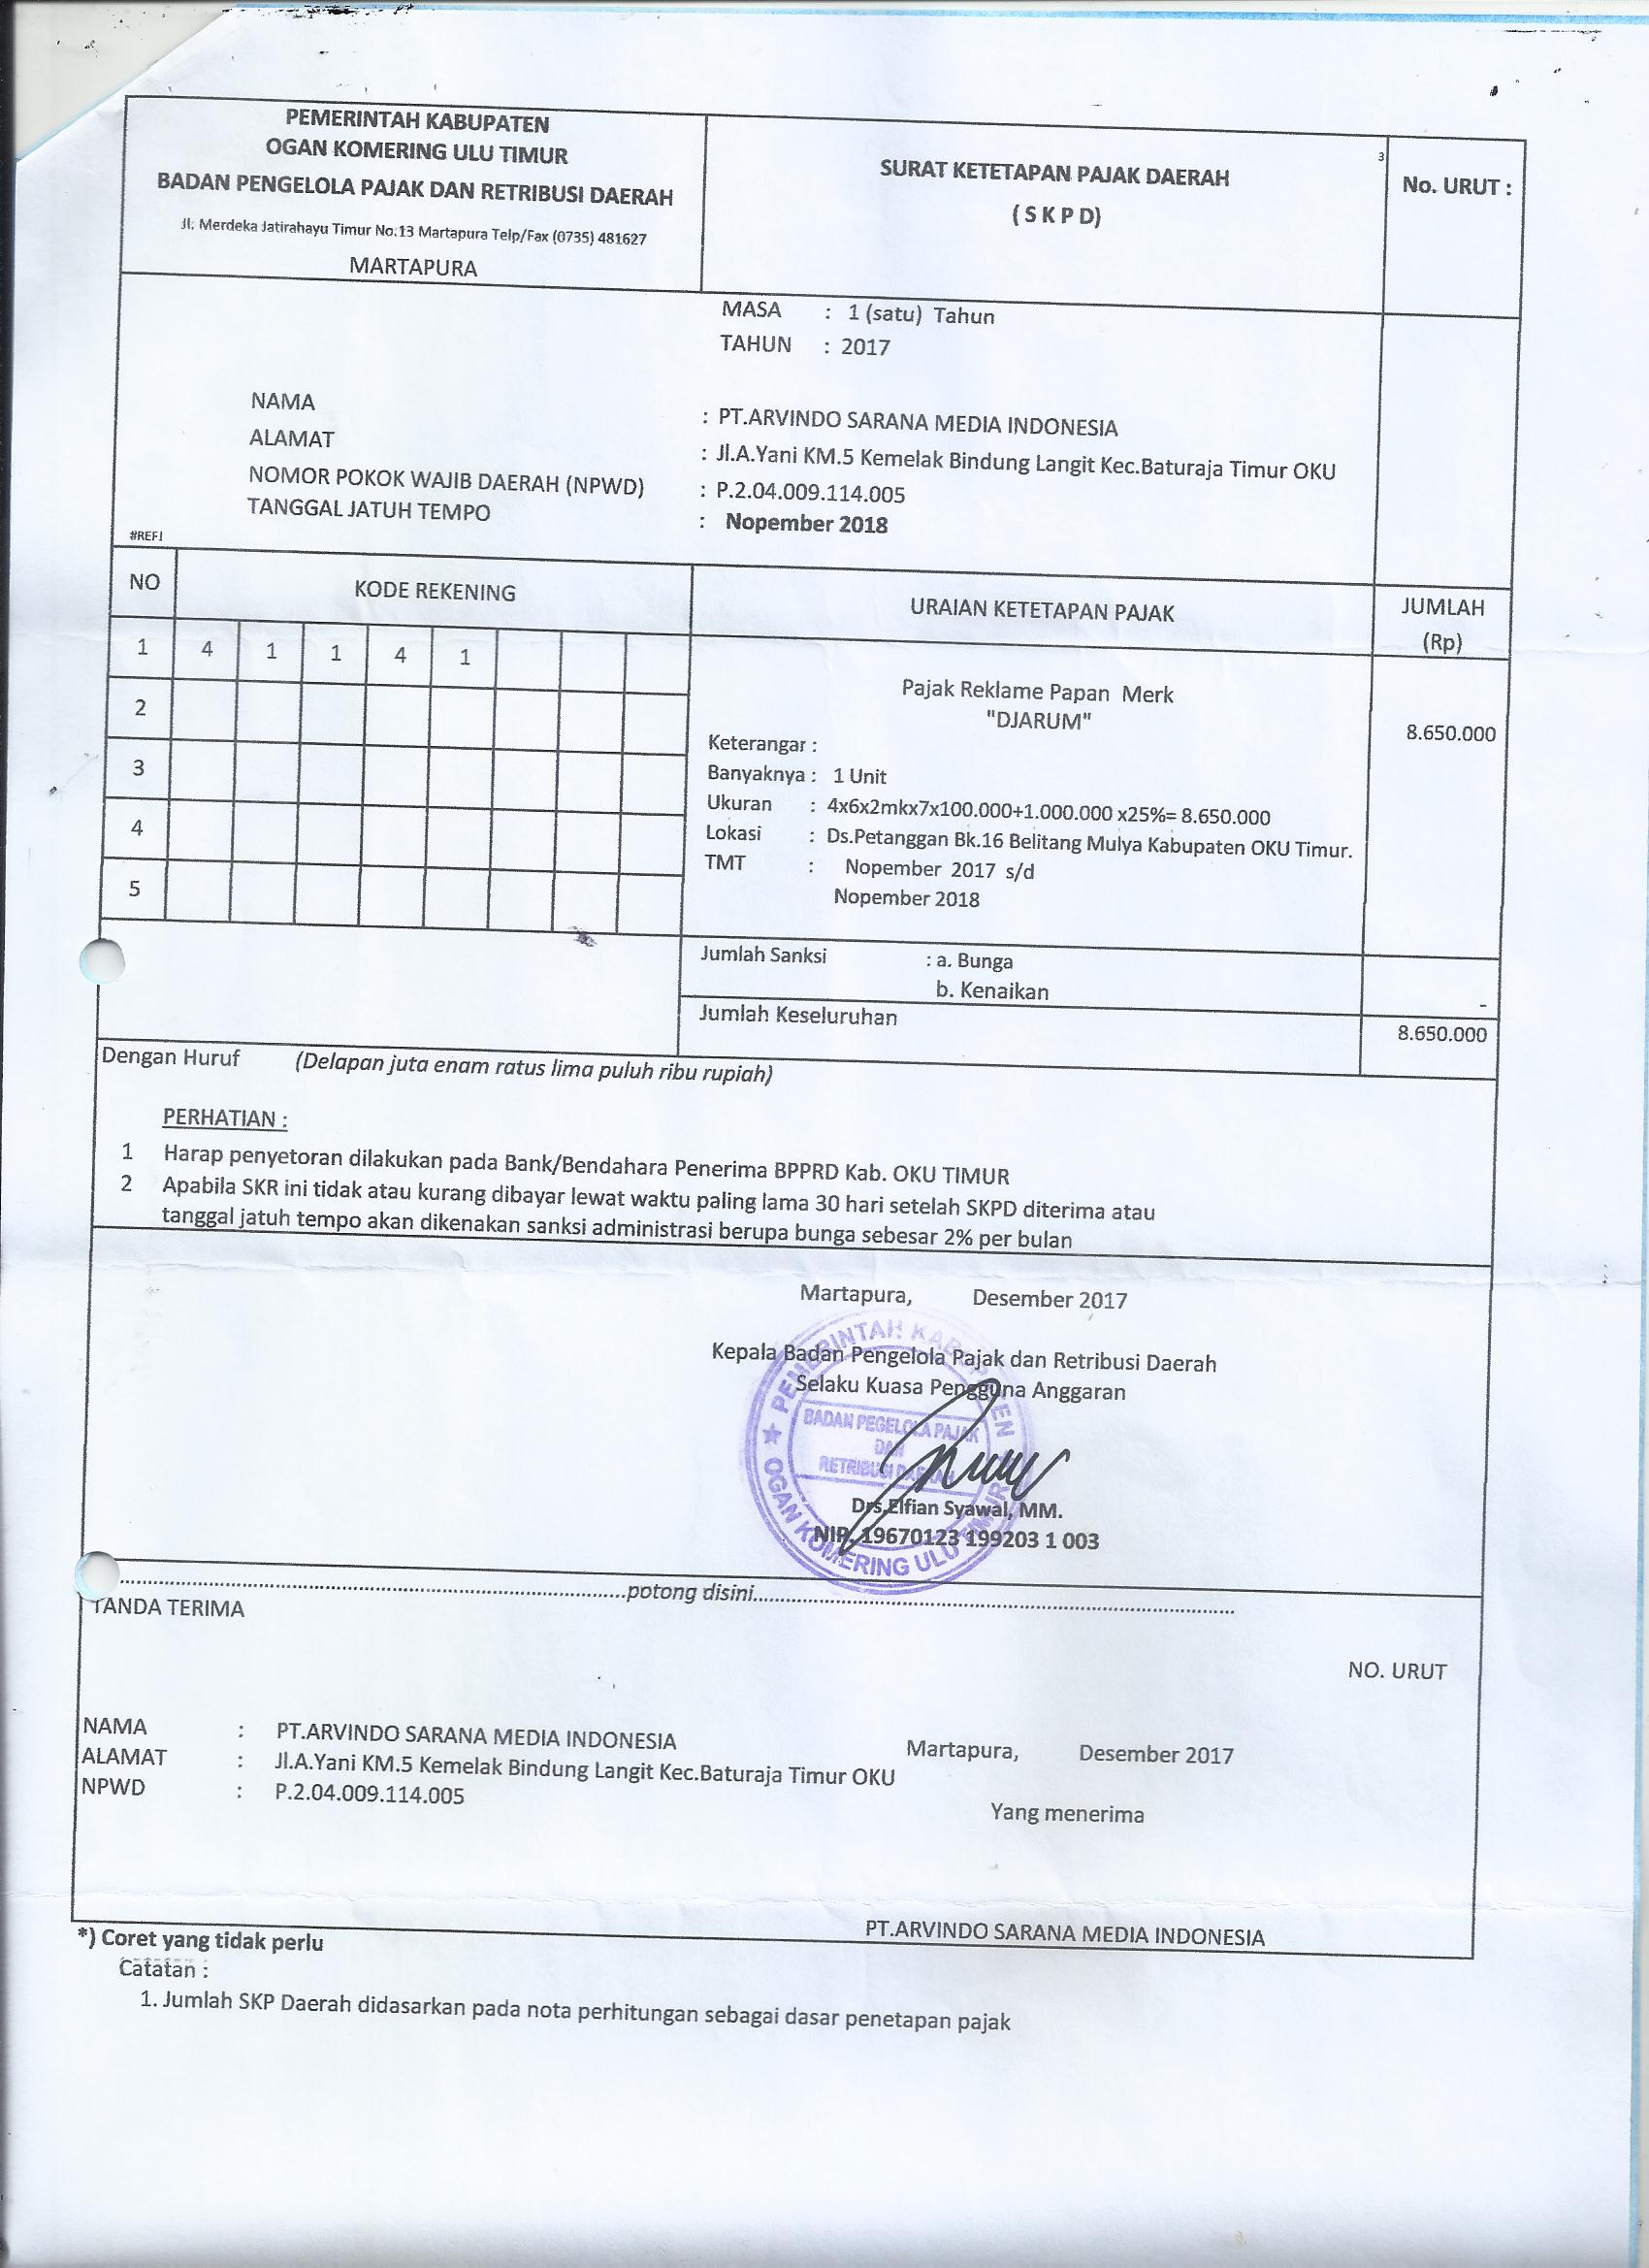 PEMERINTAH KABUPATEN
OGAN KOMERING ULU TIMUR
BADAN PENGELOLA PAJAK DAN RETRIBUSI DAERAH
Jl. Merdeka Jatirahayu Timur No.13 Martapura Telp/Fax (0735) 481627
MARTAPURA
SURAT KETETAPAN PAJAK DAERAH
( S K P D)
3
No. URUT :
MASA : 1 (satu) Tahun
TAHUN : 2017
NAMA : PT.ARVINDO SARANA MEDIA INDONESIA
ALAMAT : Jl.A.Yani KM.5 Kemelak Bindung Langit Kec.Baturaja Timur OKU
NOMOR POKOK WAJIB DAERAH (NPWD) : P.2.04.009.114.005
TANGGAL JATUH TEMPO : Nopember 2018
#REF!
NO KODE REKENING URAIAN KETETAPAN PAJAK JUMLAH
(Rp)
1 4 1 1 4 1
2
3
4
5
Pajak Reklame Papan Merk
"DJARUM"
8.650.000
Keterangar :
Banyaknya : 1 Unit
Ukuran : 4x6x2mkx7x100.000+1.000.000 x25%= 8.650.000
Lokasi : Ds.Petanggan Bk.16 Belitang Mulya Kabupaten OKU Timur.
TMT : Nopember 2017 s/d
Nopember 2018
Jumlah Sanksi : a. Bunga
b. Kenaikan -
Jumlah Keseluruhan 8.650.000
Dengan Huruf (Delapan juta enam ratus lima puluh ribu rupiah)
PERHATIAN :
1 Harap penyetoran dilakukan pada Bank/Bendahara Penerima BPPRD Kab. OKU TIMUR
2 Apabila SKR ini tidak atau kurang dibayar lewat waktu paling lama 30 hari setelah SKPD diterima atau
tanggal jatuh tempo akan dikenakan sanksi administrasi berupa bunga sebesar 2% per bulan
Martapura, Desember 2017
Kepala Badan Pengelola Pajak dan Retribusi Daerah
Selaku Kuasa Pengguna Anggaran
PEMERINTAH KABUPATEN
BADAN PEGELOLA PAJAK
DAN
RETRIBUSI DAERAH
OGAN KOMERING ULU TIMUR
Drs.Elfian Syawal, MM.
NIP. 19670123 199203 1 003
potong disini
TANDA TERIMA
NO. URUT
NAMA : PT.ARVINDO SARANA MEDIA INDONESIA
ALAMAT : Jl.A.Yani KM.5 Kemelak Bindung Langit Kec.Baturaja Timur OKU
NPWD : P.2.04.009.114.005
Martapura, Desember 2017
Yang menerima
PT.ARVINDO SARANA MEDIA INDONESIA
*) Coret yang tidak perlu
Catatan :
1. Jumlah SKP Daerah didasarkan pada nota perhitungan sebagai dasar penetapan pajak